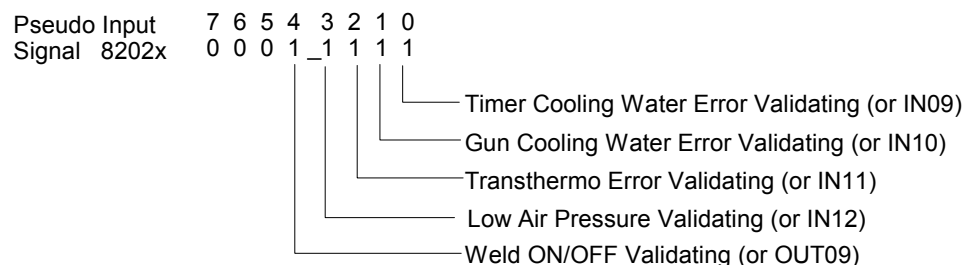 Pseudo Input 7 6 5 4 3 2 1 0
Signal 8202x 0 0 0 1 _1 1 1 1
Timer Cooling Water Error Validating (or IN09)
Gun Cooling Water Error Validating (or IN10)
Transthermo Error Validating (or IN11)
Low Air Pressure Validating (or IN12)
Weld ON/OFF Validating (or OUT09)